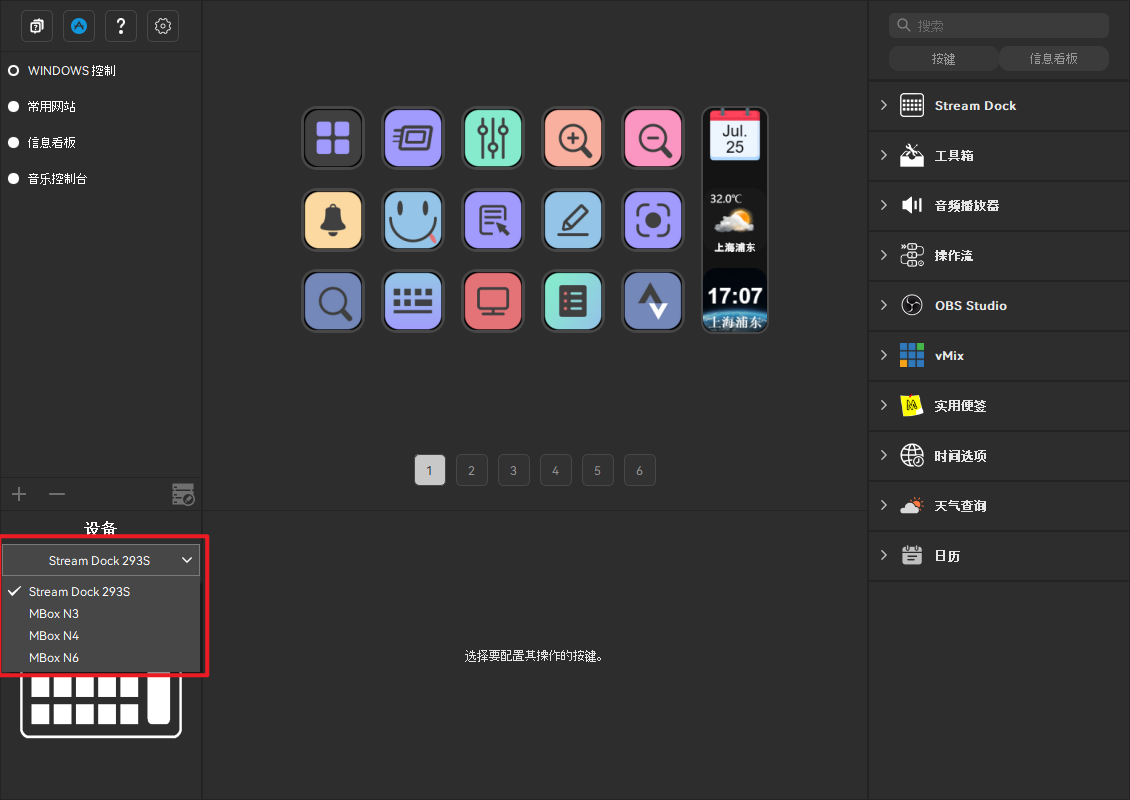 WINDOWS 控制
常用网站
信息看板
音乐控制台
设备
Stream Dock 293S
Stream Dock 293S
MBox N3
MBox N4
MBox N6
Jul.
25
32.0℃
上海浦东
17:07
上海浦东
1
2
3
4
5
6
选择要配置其操作的按键。
搜索
按键
信息看板
Stream Dock
工具箱
音频播放器
操作流
OBS Studio
vMix
实用便签
时间选项
天气查询
日历